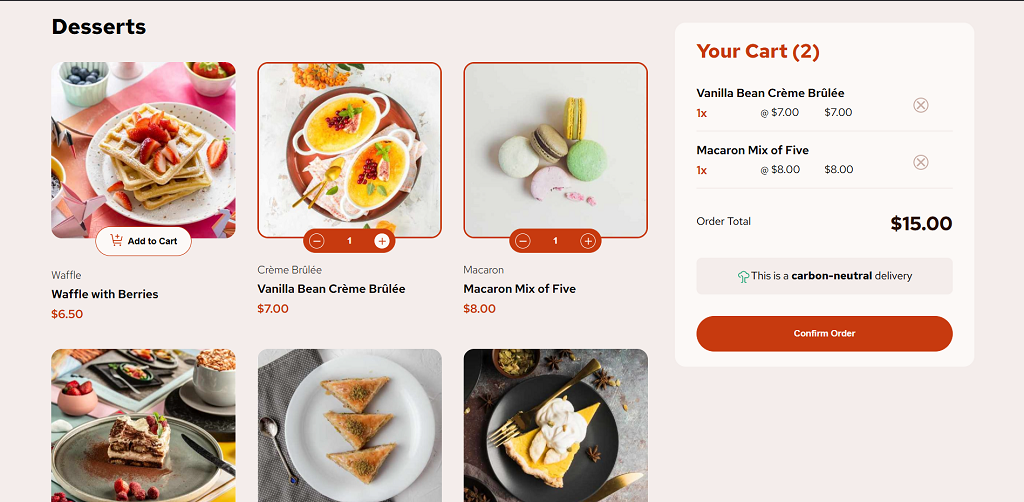 Desserts
Add to Cart
Waffle
Waffle with Berries
$6.50
1
Crème Brûlée
Vanilla Bean Crème Brûlée
$7.00
1
Macaron
Macaron Mix of Five
$8.00
Your Cart (2)
Vanilla Bean Crème Brûlée
1x @ $7.00 $7.00
Macaron Mix of Five
1x @ $8.00 $8.00
Order Total $15.00
This is a carbon-neutral delivery
Confirm Order